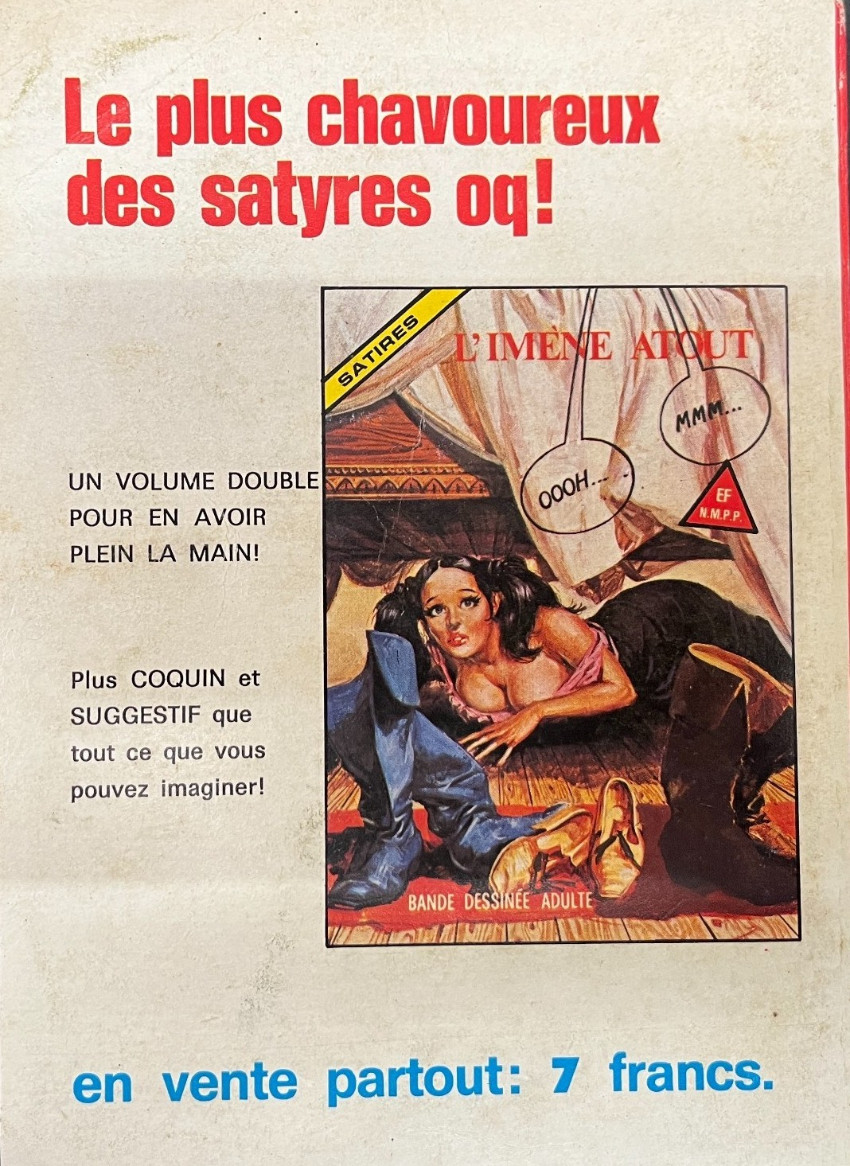 Le plus chavoureux
des satyres oq!
SATIRES
L'IMÈNE ATOUT
MMM...
OOOH....
EF
N.M.P.P.
UN VOLUME DOUBLE
POUR EN AVOIR
PLEIN LA MAIN!
Plus COQUIN et
SUGGESTIF que
tout ce que vous
pouvez imaginer!
BANDE DESSINÉE ADULTE
en vente partout: 7 francs.